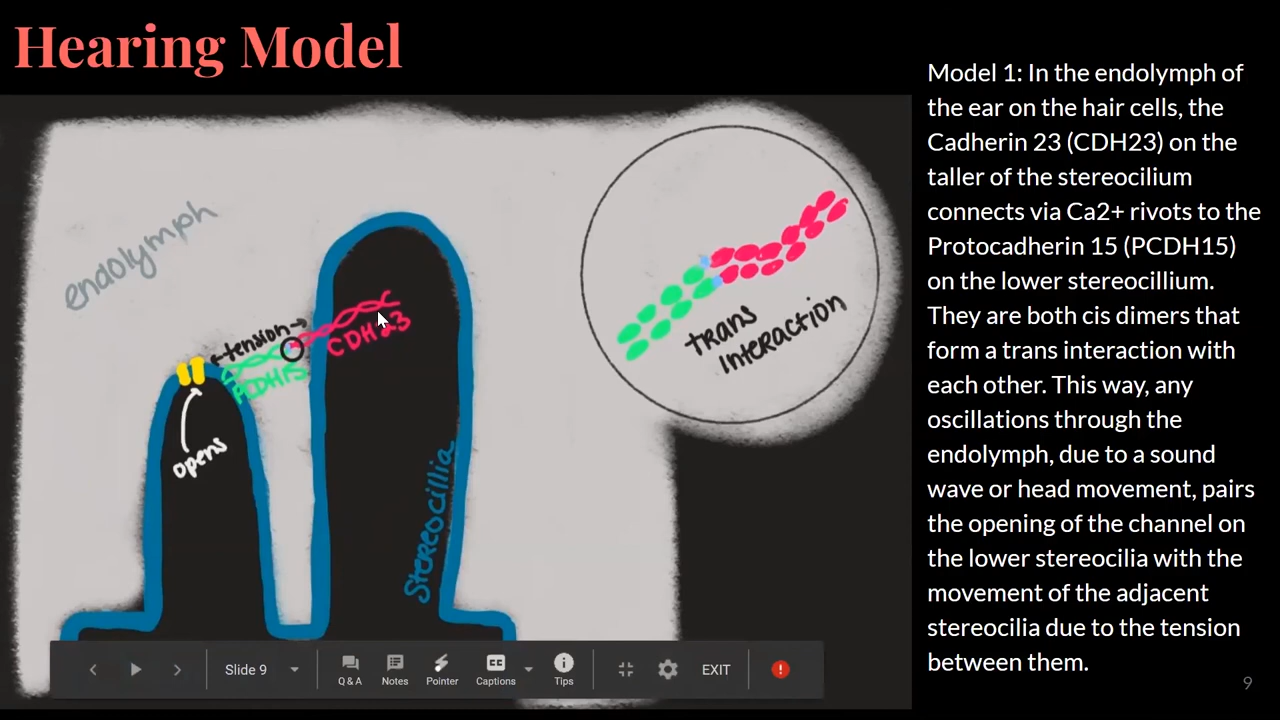 Hearing Model
Model 1: In the endolymph of
the ear on the hair cells, the
Cadherin 23 (CDH23) on the
taller of the stereocilium
connects via Ca2+ rivots to the
Protocadherin 15 (PCDH15)
on the lower stereocillium.
They are both cis dimers that
form a trans interaction with
each other. This way, any
oscillations through the
endolymph, due to a sound
wave or head movement, pairs
the opening of the channel on
the lower stereocilia with the
movement of the adjacent
stereocilia due to the tension
between them.
endolymph
tension
CDH23
PCDH15
opens
Stereocillia
trans
Interaction
Slide 9
Q & A
Notes
Pointer
CC
Captions
Tips
EXIT
9